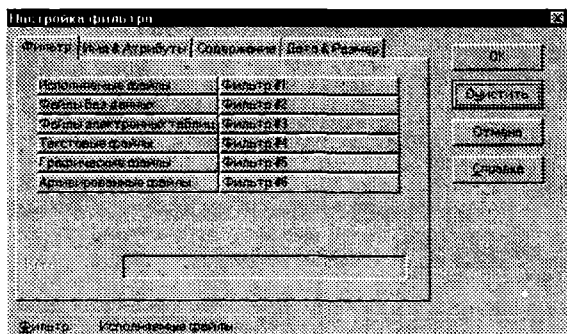 Настройка фильтра
Фильтр Имя & Атрибуты Содержание Дата & Размер
Исполняемые файлы Фильтр #1
Файлы баз данных Фильтр #2
Файлы электронных таблиц Фильтр #3
Текстовые файлы Фильтр #4
Графические файлы Фильтр #5
Архивированные файлы Фильтр #6
OK
Очистить
Отмена
Справка
Фильтр: Исполняемые файлы